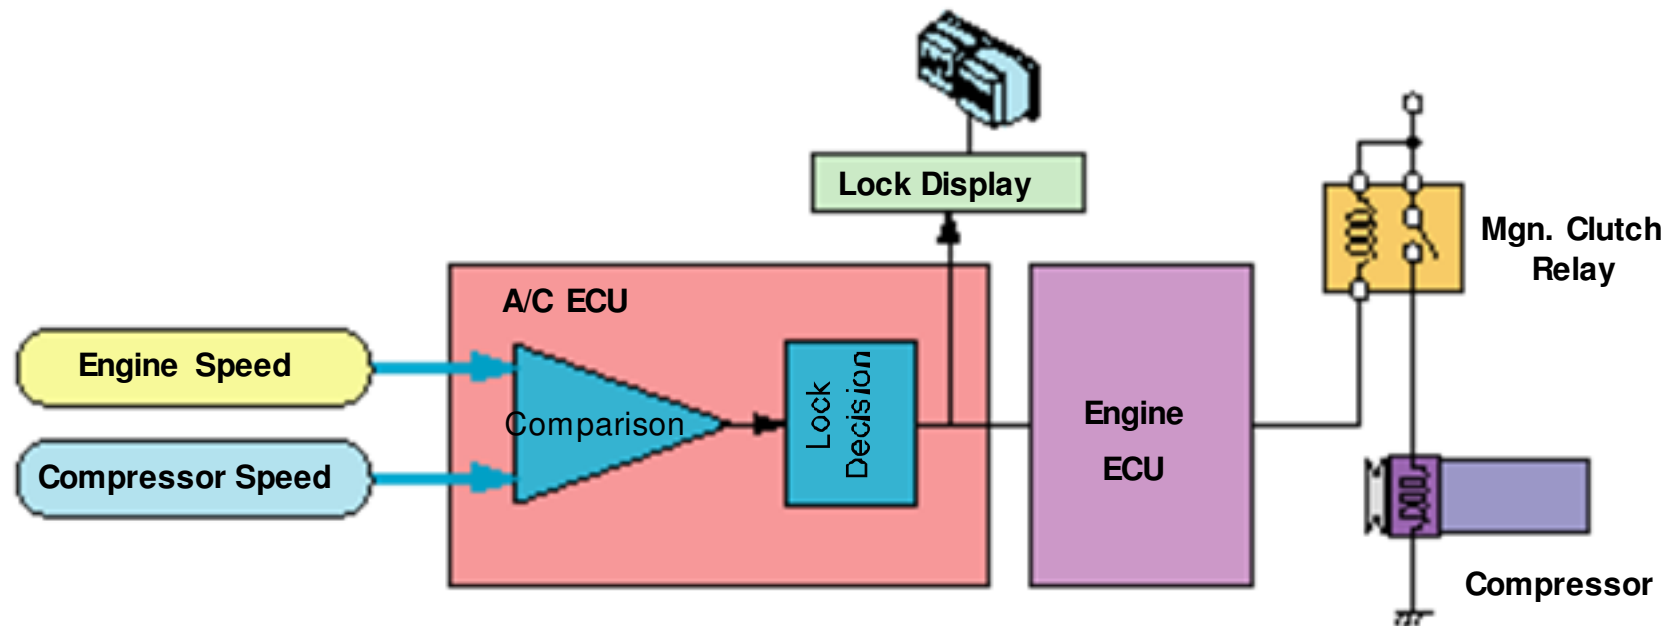 Lock Display
Mgn. Clutch
Relay
A/C ECU
Engine Speed
Comparison
Lock
Decision
Engine
ECU
Compressor Speed
Compressor